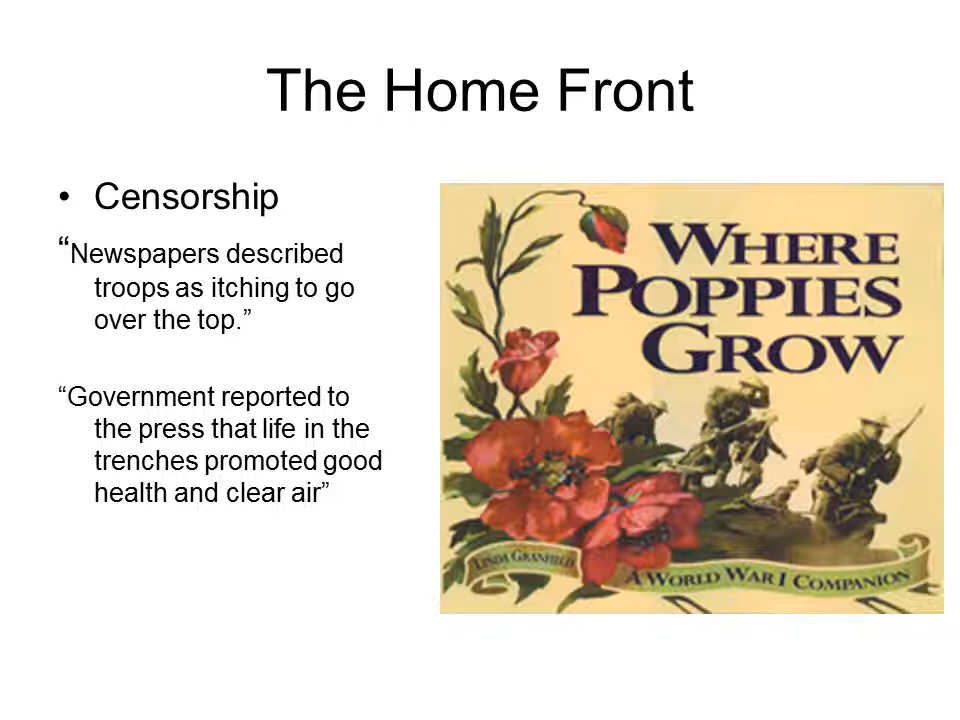 The Home Front
• Censorship
“Newspapers described
troops as itching to go
over the top.”
“Government reported to
the press that life in the
trenches promoted good
health and clear air”
WHERE
POPPIES
GROW
LINDA GRANFIELD
A WORLD WAR I COMPANION